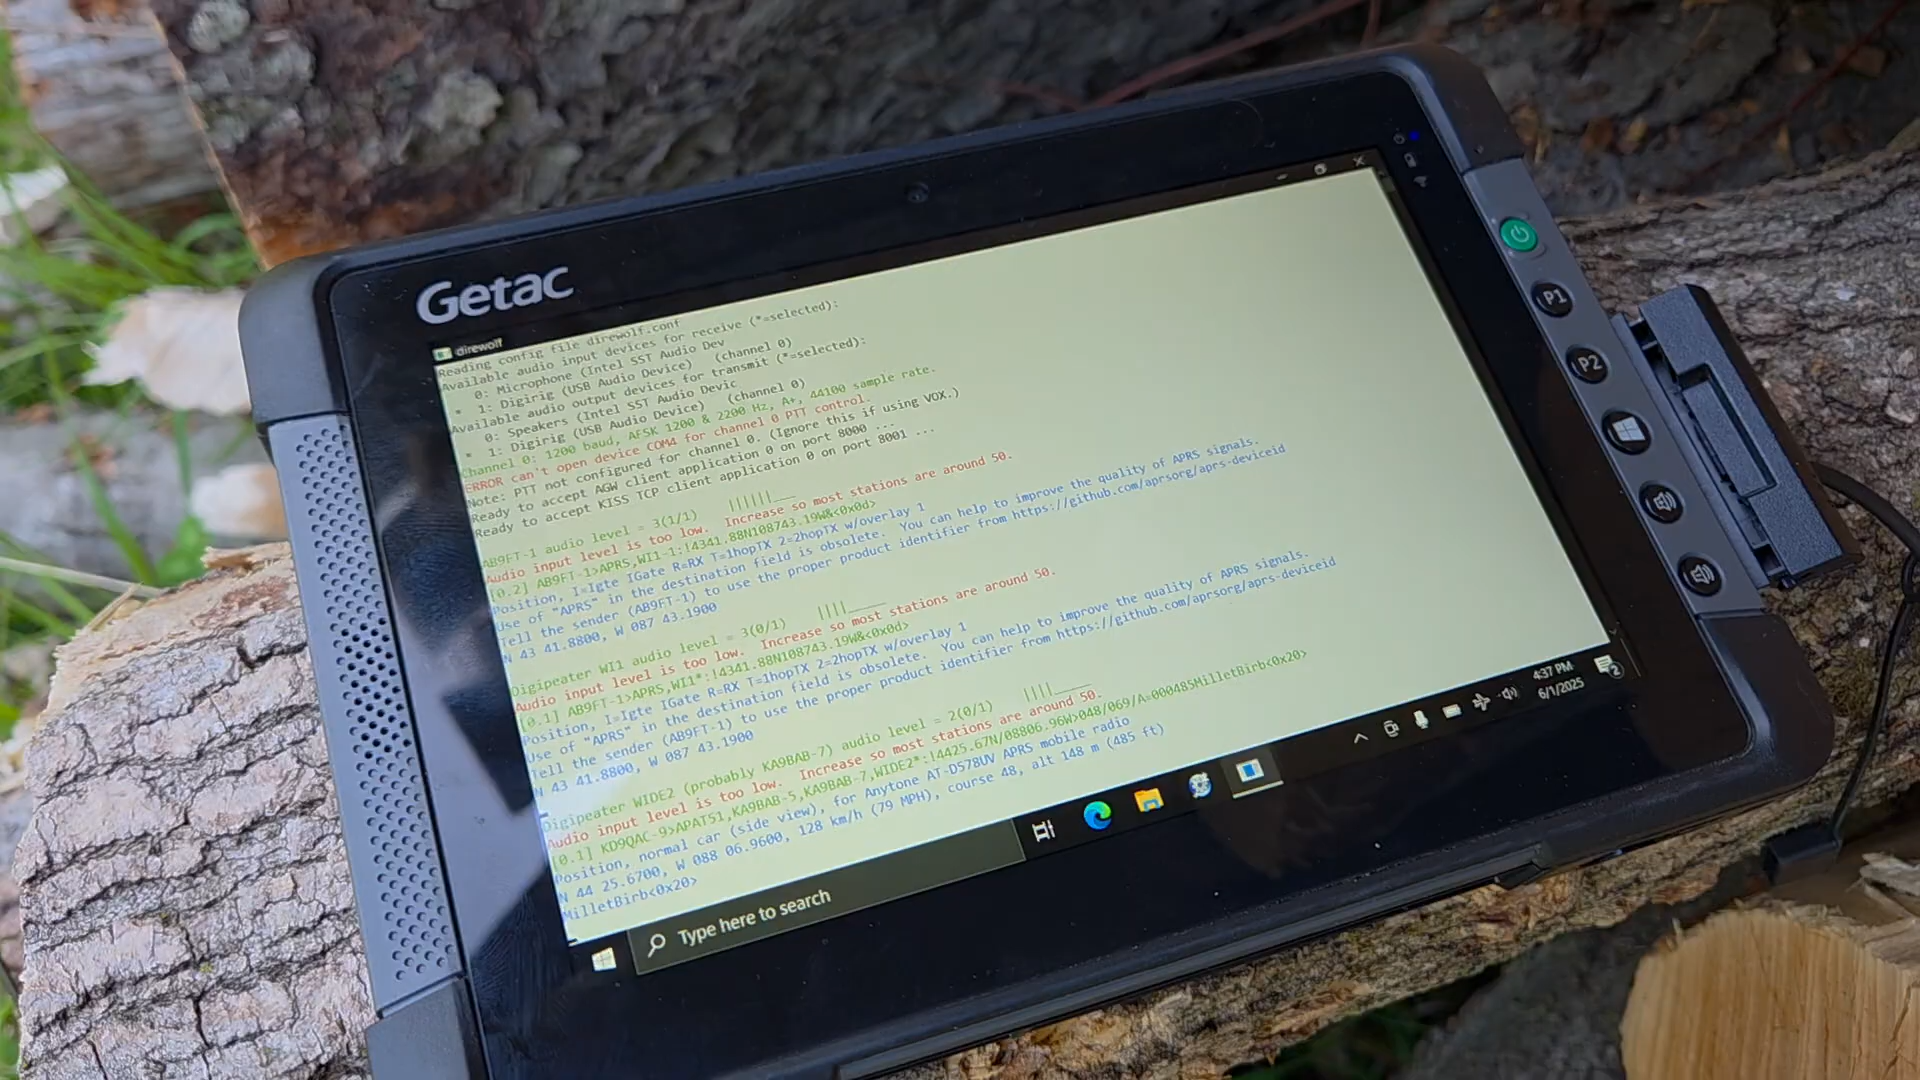 Getac
direwolf
Reading config file direwolf.conf
Available audio input devices for receive (*=selected):
0: Microphone (Intel SST Audio Dev
* 1: Digirig (USB Audio Device) (channel 0)
Available audio output devices for transmit (*=selected):
0: Speakers (Intel SST Audio Devic
* 1: Digirig (USB Audio Device) (channel 0)
Channel 0: 1200 baud, AFSK 1200 & 2200 Hz, A+, 44100 sample rate.
ERROR can't open device COM4 for channel 0 PTT control.
Note: PTT not configured for channel 0. (Ignore this if using VOX.)
Ready to accept AGW client application 0 on port 8000 ...
Ready to accept KISS TCP client application 0 on port 8001 ...
AB9FT-1 audio level = 3(1/1) ||||||___
Audio input level is too low. Increase so most stations are around 50.
[0.2] AB9FT-1>APRS,WI1-1:!4341.88NI08743.19W&<0x0d>
Position, I=Igte IGate R=RX T=1hopTX 2=2hopTX w/overlay 1
Use of "APRS" in the destination field is obsolete. You can help to improve the quality of APRS signals.
Tell the sender (AB9FT-1) to use the proper product identifier from https://github.com/aprsorg/aprs-deviceid
N 43 41.8800, W 087 43.1900
Digipeater WI1 audio level = 3(0/1) ||||_____
Audio input level is too low. Increase so most stations are around 50.
[0.1] AB9FT-1>APRS,WI1*:!4341.88NI08743.19W&<0x0d>
Position, I=Igte IGate R=RX T=1hopTX 2=2hopTX w/overlay 1
Use of "APRS" in the destination field is obsolete. You can help to improve the quality of APRS signals.
Tell the sender (AB9FT-1) to use the proper product identifier from https://github.com/aprsorg/aprs-deviceid
N 43 41.8800, W 087 43.1900
Digipeater WIDE2 (probably KA9BAB-7) audio level = 2(0/1) ||||_____
Audio input level is too low. Increase so most stations are around 50.
[0.1] KD9QAC-9>APAT51,KA9BAB-5,KA9BAB-7,WIDE2*:!4425.67N/08806.96W>048/069/A=000485MilletBirb<0x20>
Position, normal car (side view), for Anytone AT-D578UV APRS mobile radio
N 44 25.6700, W 088 06.9600, 128 km/h (79 MPH), course 48, alt 148 m (485 ft)
MilletBirb<0x20>
Type here to search
4:37 PM
6/1/2025
2
P1
P2